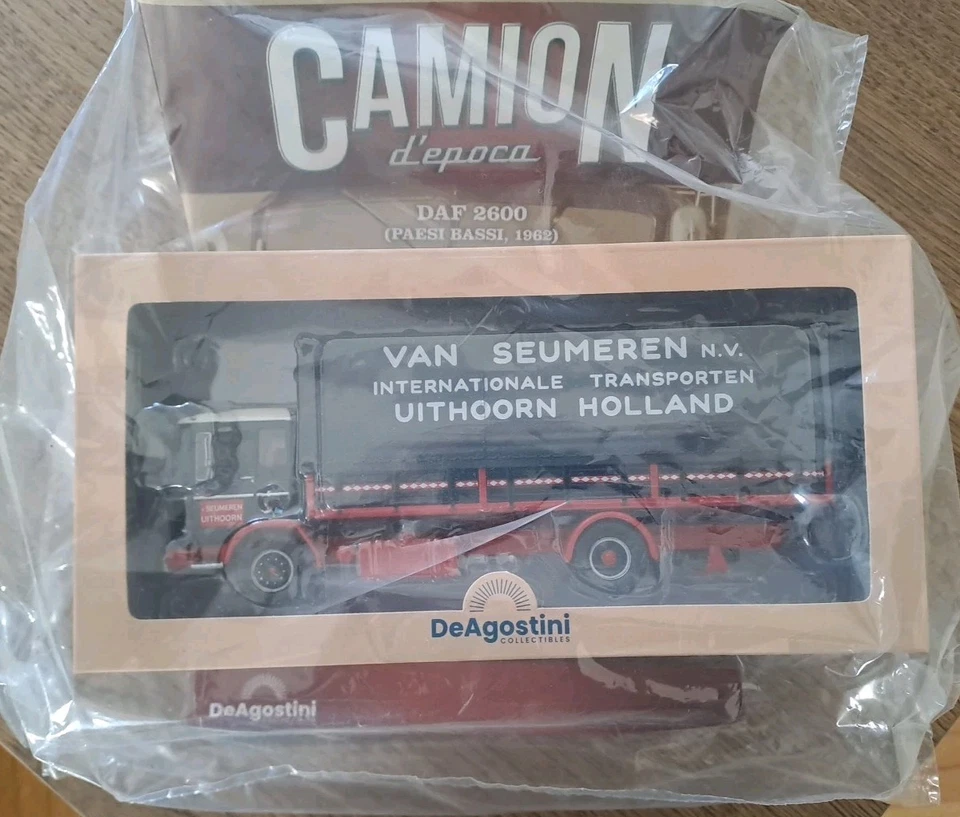 CAMION
d'epoca
DAF 2600
(PAESI BASSI, 1962)
VAN SEUMEREN N.V.
INTERNATIONALE TRANSPORTEN
UITHOORN HOLLAND
SEUMEREN
UITHOORN
DeAgostini
COLLECTIBLES
DeAgostini